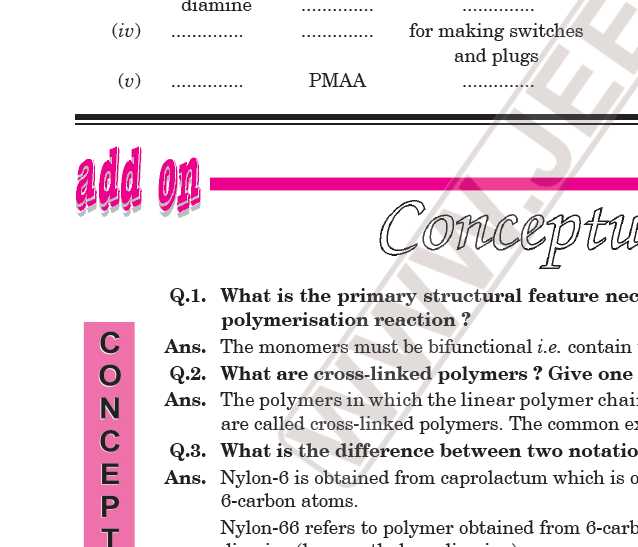 diamine .............. ..............
(iv) .............. .............. for making switches
and plugs
(v) .............. PMAA ..............
add on
Conceptu
Q.1. What is the primary structural feature nec
polymerisation reaction ?
Ans. The monomers must be bifunctional i.e. contain
Q.2. What are cross-linked polymers ? Give one
Ans. The polymers in which the linear polymer chai
are called cross-linked polymers. The common ex
Q.3. What is the difference between two notatio
Ans. Nylon-6 is obtained from caprolactum which is o
6-carbon atoms.
Nylon-66 refers to polymer obtained from 6-carb
CONCEPT
WWW.JEE